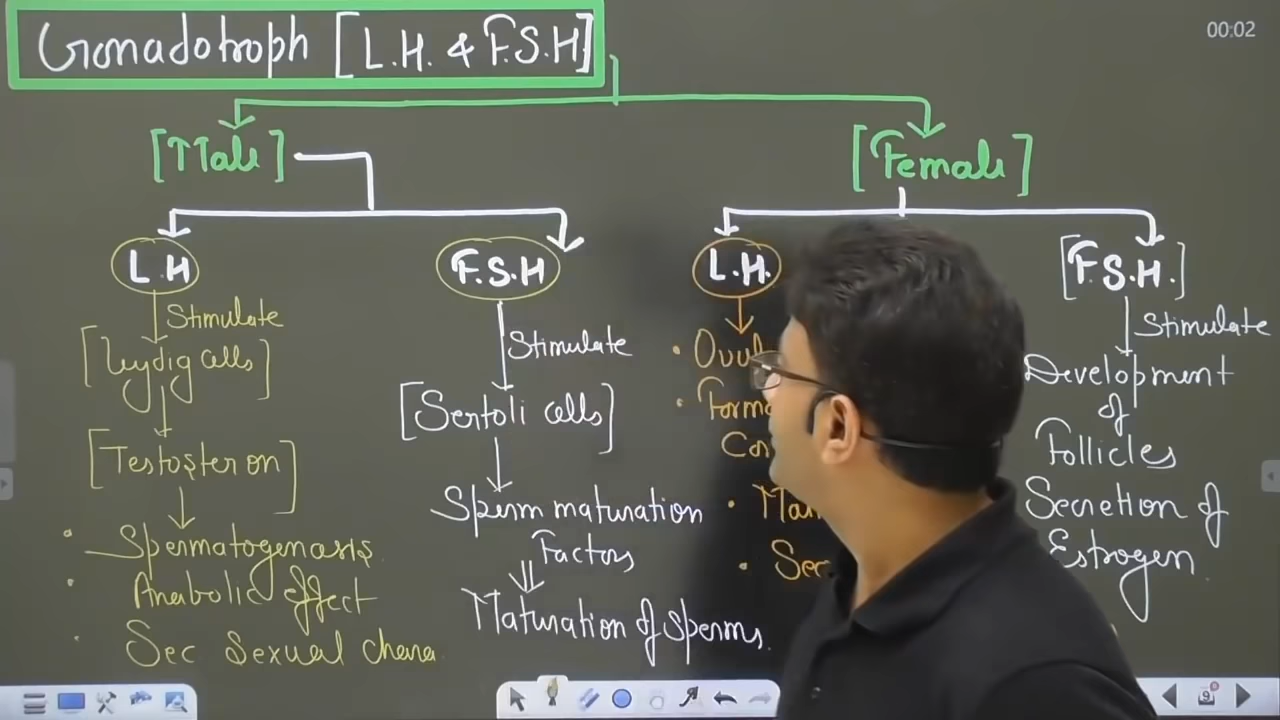 Gonadotroph [L.H. & F.S.H]
00:02
[Male]
[Female]
L.H
F.S.H
L.H.
[F.S.H.]
Stimulate
Stimulate
Stimulate
[Leydig cells]
[Sertoli cells]
Development
of
Follicles
[Testosteron]
Sperm maturation
Factors
Secretion of
Estrogen.
• Spermatogenasis.
• Anabolic effect
• Sec Sexual chara.
Maturation of sperms.